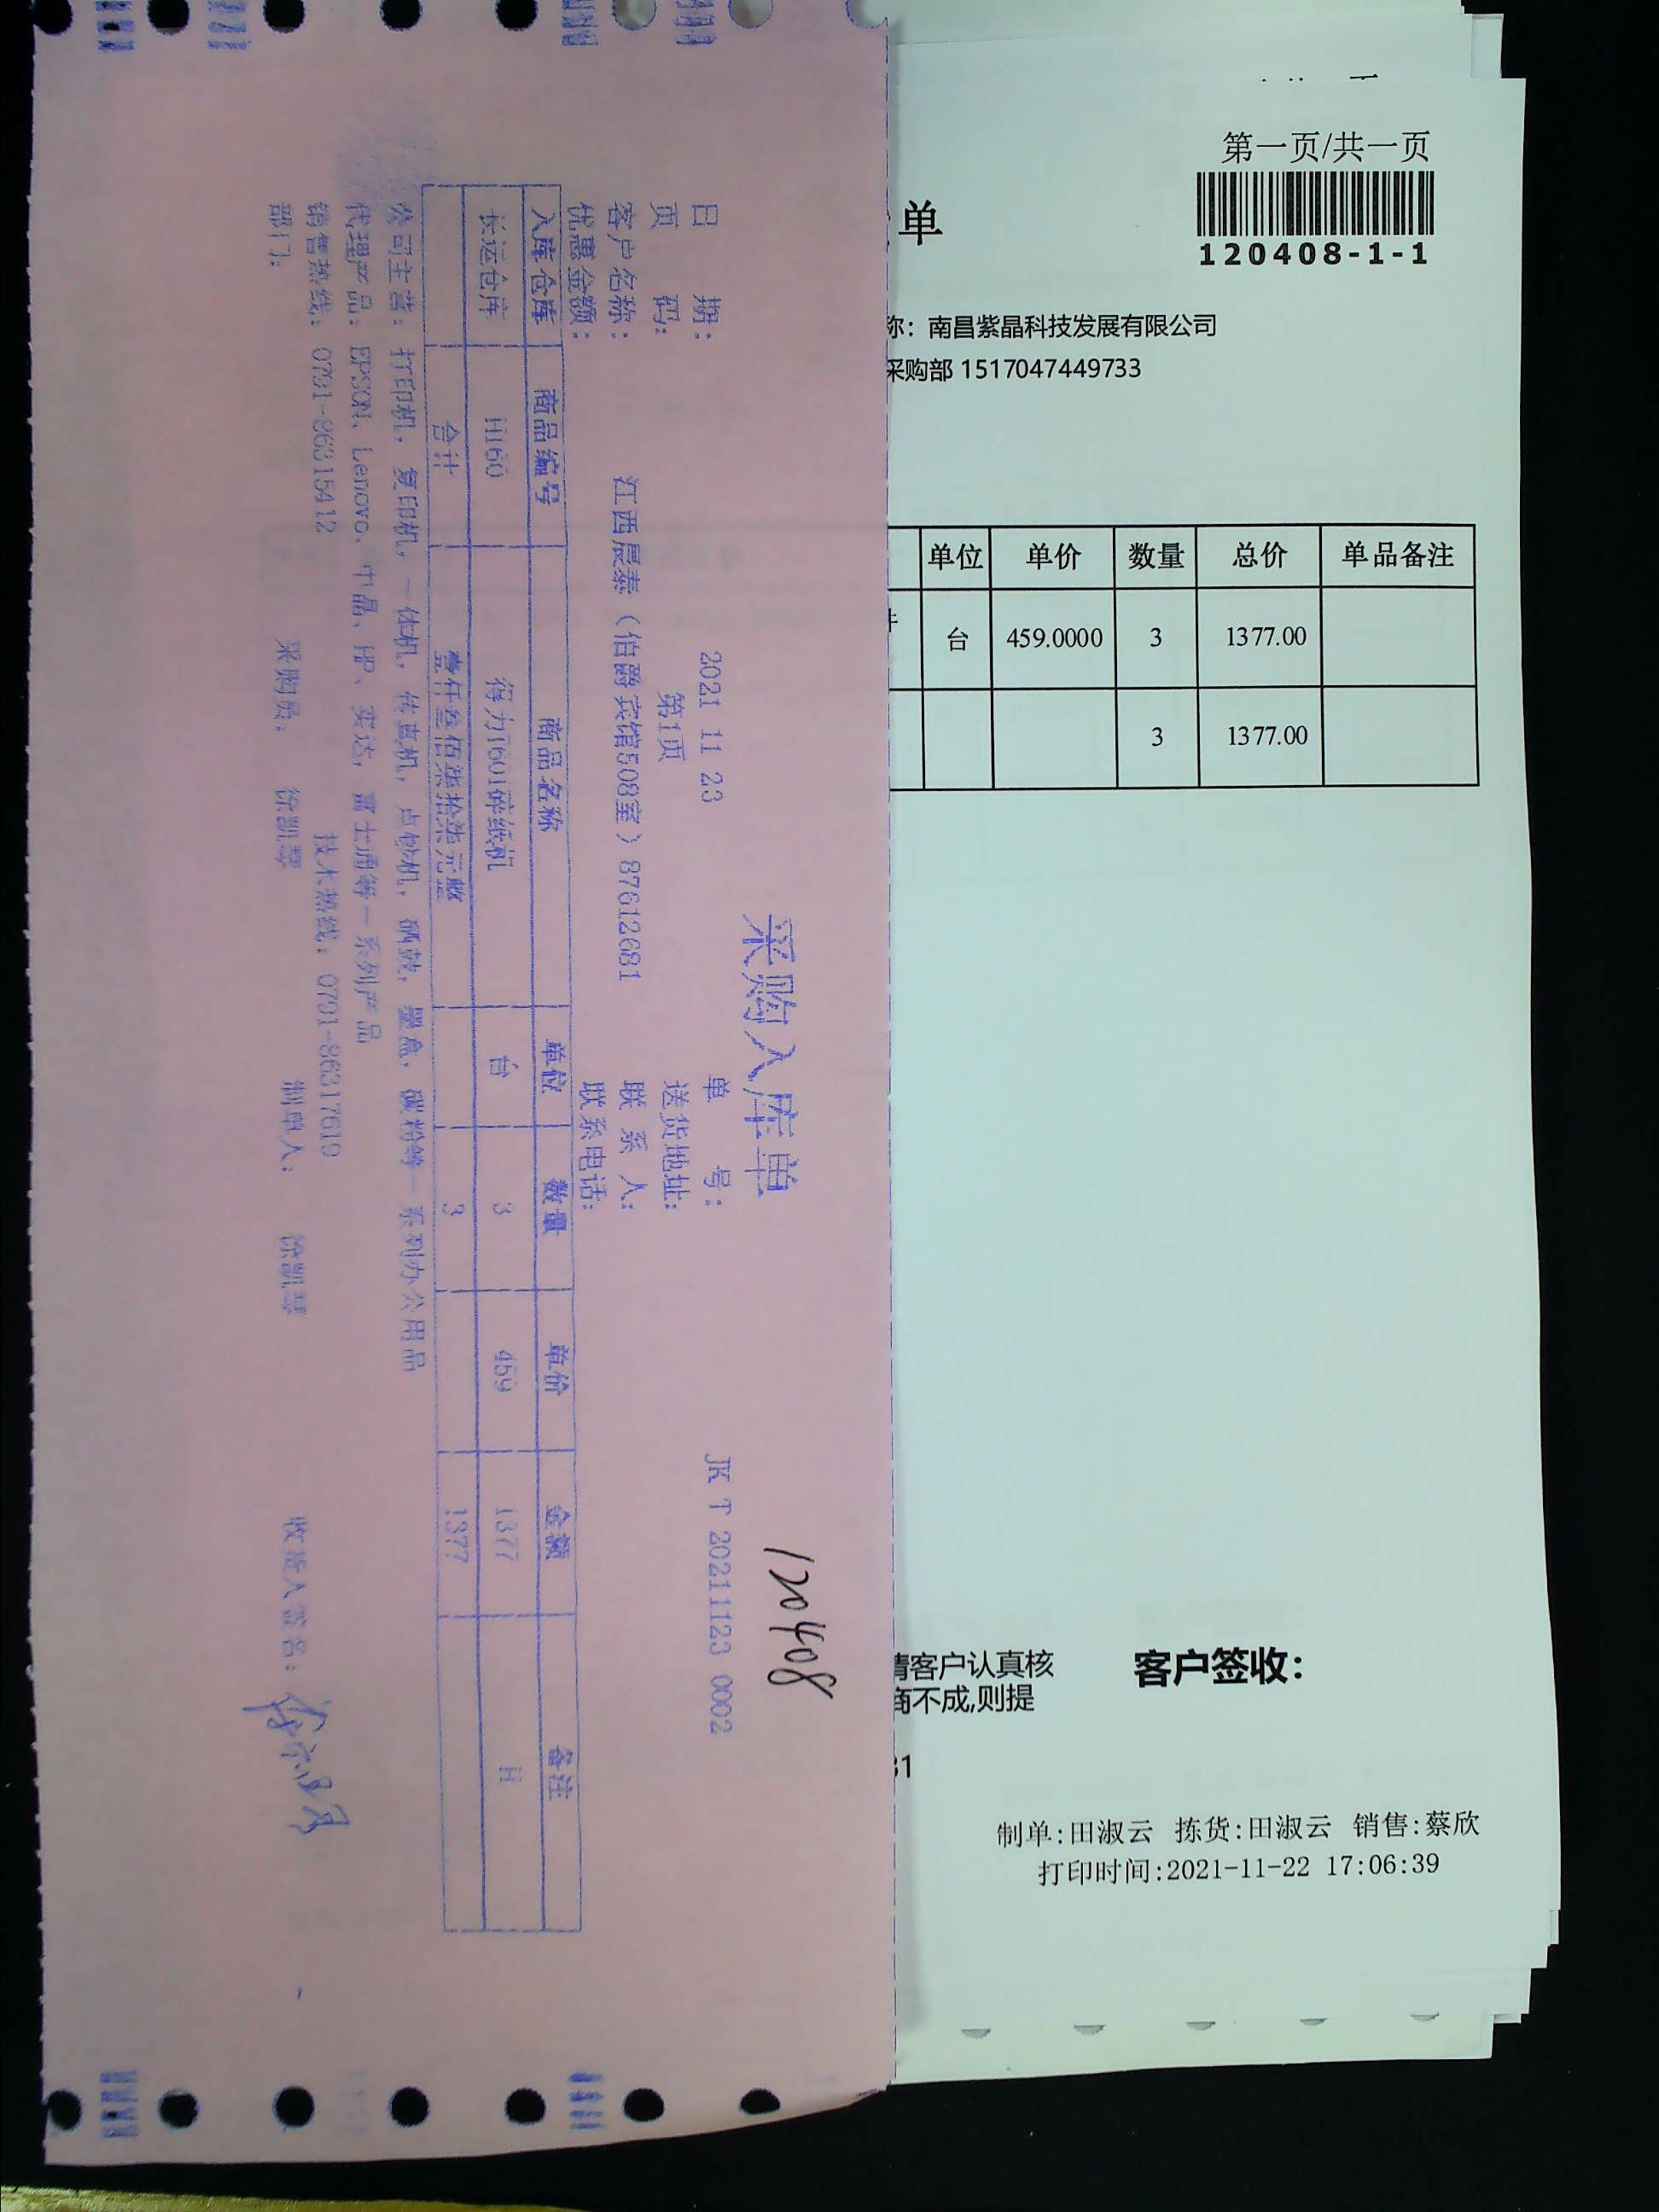 采购入库单
120408
日 期： 2021 11 23 单 号： JK T 20211123 0002
页 码： 第1页 送货地址：
客户名称： 江西晨泰（伯爵宾馆508室）87612681 联 系 人：
优惠金额： 联系电话：
入库仓库 商品编号 商品名称 单位 数量 单价 金额 备注
长运仓库 H160 得力T601碎纸机 台 3 459 1377 H
合计 壹仟叁佰柒拾柒元整 3 1377
公司主营：打印机，复印机，一体机，传真机，点钞机，硒鼓，墨盒，碳粉等一系列办公用品
代理产品：EPSON、Lenovo、中晶、HP、实达，富士通等一系列产品
销售热线：0791-86315412 技术热线：0791-86317619
部门： 采购员： 徐凯琴 制单人： 徐凯琴 收货人签名：
第一页/共一页
单
120408-1-1
称：南昌紫晶科技发展有限公司
采购部 1517047449733
单位 单价 数量 总价 单品备注
台 459.0000 3 1377.00
3 1377.00
请客户认真核
商不成,则提
客户签收：
31
制单:田淑云 拣货:田淑云 销售:蔡欣
打印时间:2021-11-22 17:06:39